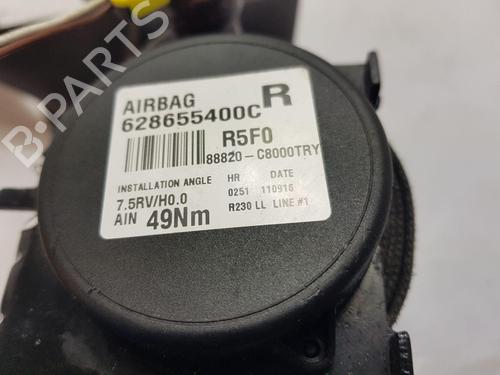 B-PARTS
AIRBAG R
628655400C
R5F0
88820-C8000TRY
INSTALLATION ANGLE HR DATE
7.5RV/H0.0 0251 110916
AIN 49Nm R230 LL LINE #1